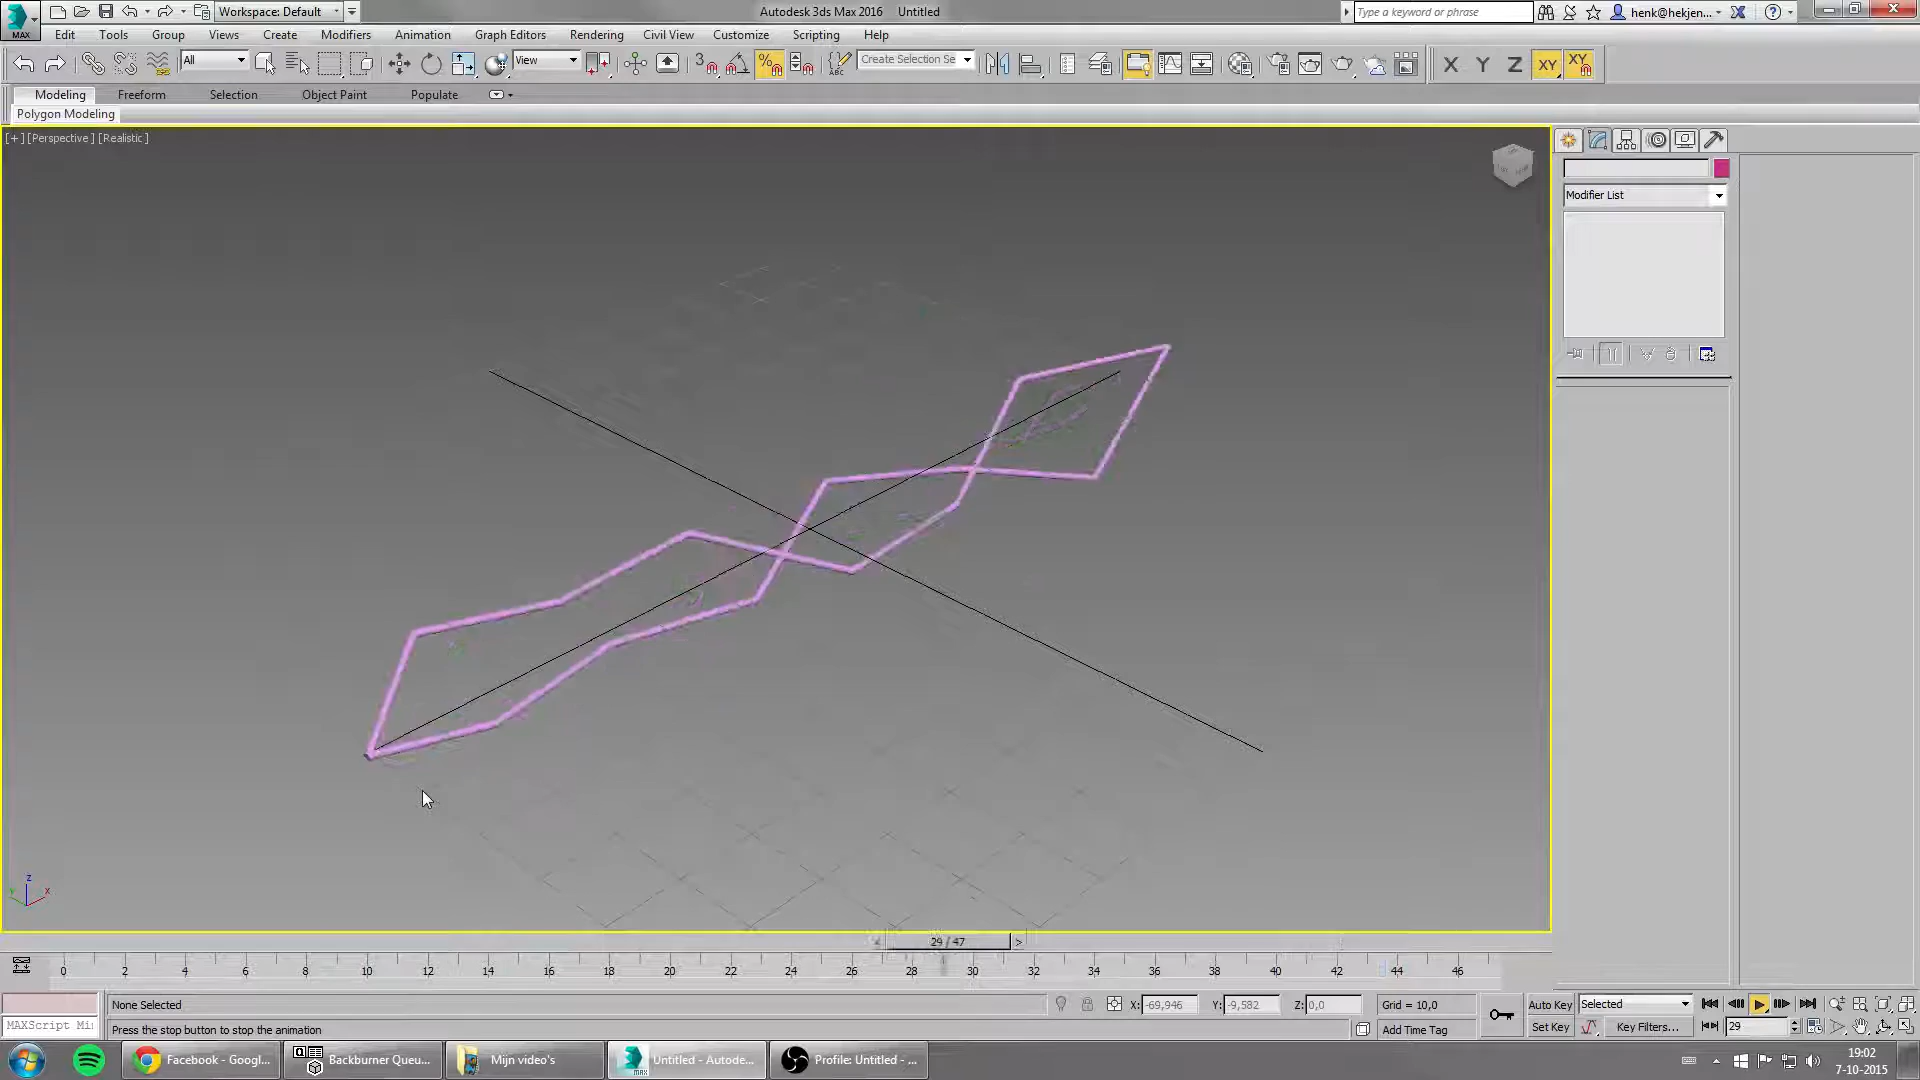 MAX
Workspace: Default
Autodesk 3ds Max 2016 Untitled
Type a keyword or phrase
henk@hekjen...
Edit Tools Group Views Create Modifiers Animation Graph Editors Rendering Civil View Customize Scripting Help
All
View
3
ABC
Create Selection Se
X Y Z XY XY
Modeling Freeform Selection Object Paint Populate
Polygon Modeling
[+] [Perspective] [Realistic]
Modifier List
z
x
29 / 47
>
0 2 4 6 8 10 12 14 16 18 20 22 24 26 28 30 32 34 36 38 40 42 44 46
None Selected
X: -69,946 Y: -9,582 Z: 0,0
Grid = 10,0
Auto Key
Selected
MAXScript Mi
Press the stop button to stop the animation
Add Time Tag
Set Key
Key Filters...
29
Facebook - Googl...
Backburner Queu...
Mijn video's
Untitled - Autode...
Profile: Untitled - ...
19:02
7-10-2015